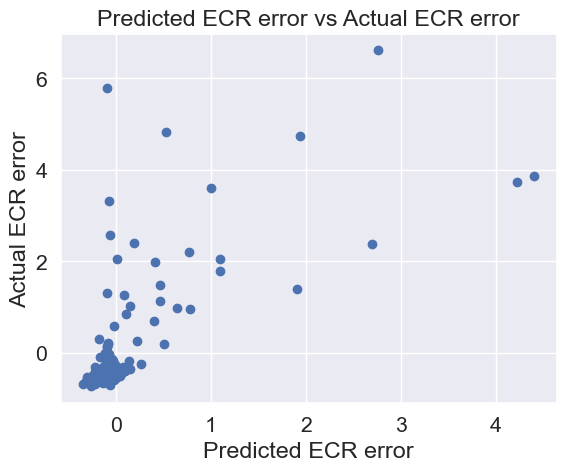 Predicted ECR error vs Actual ECR error
6
4
2
0
Actual ECR error
0 1 2 3 4
Predicted ECR error